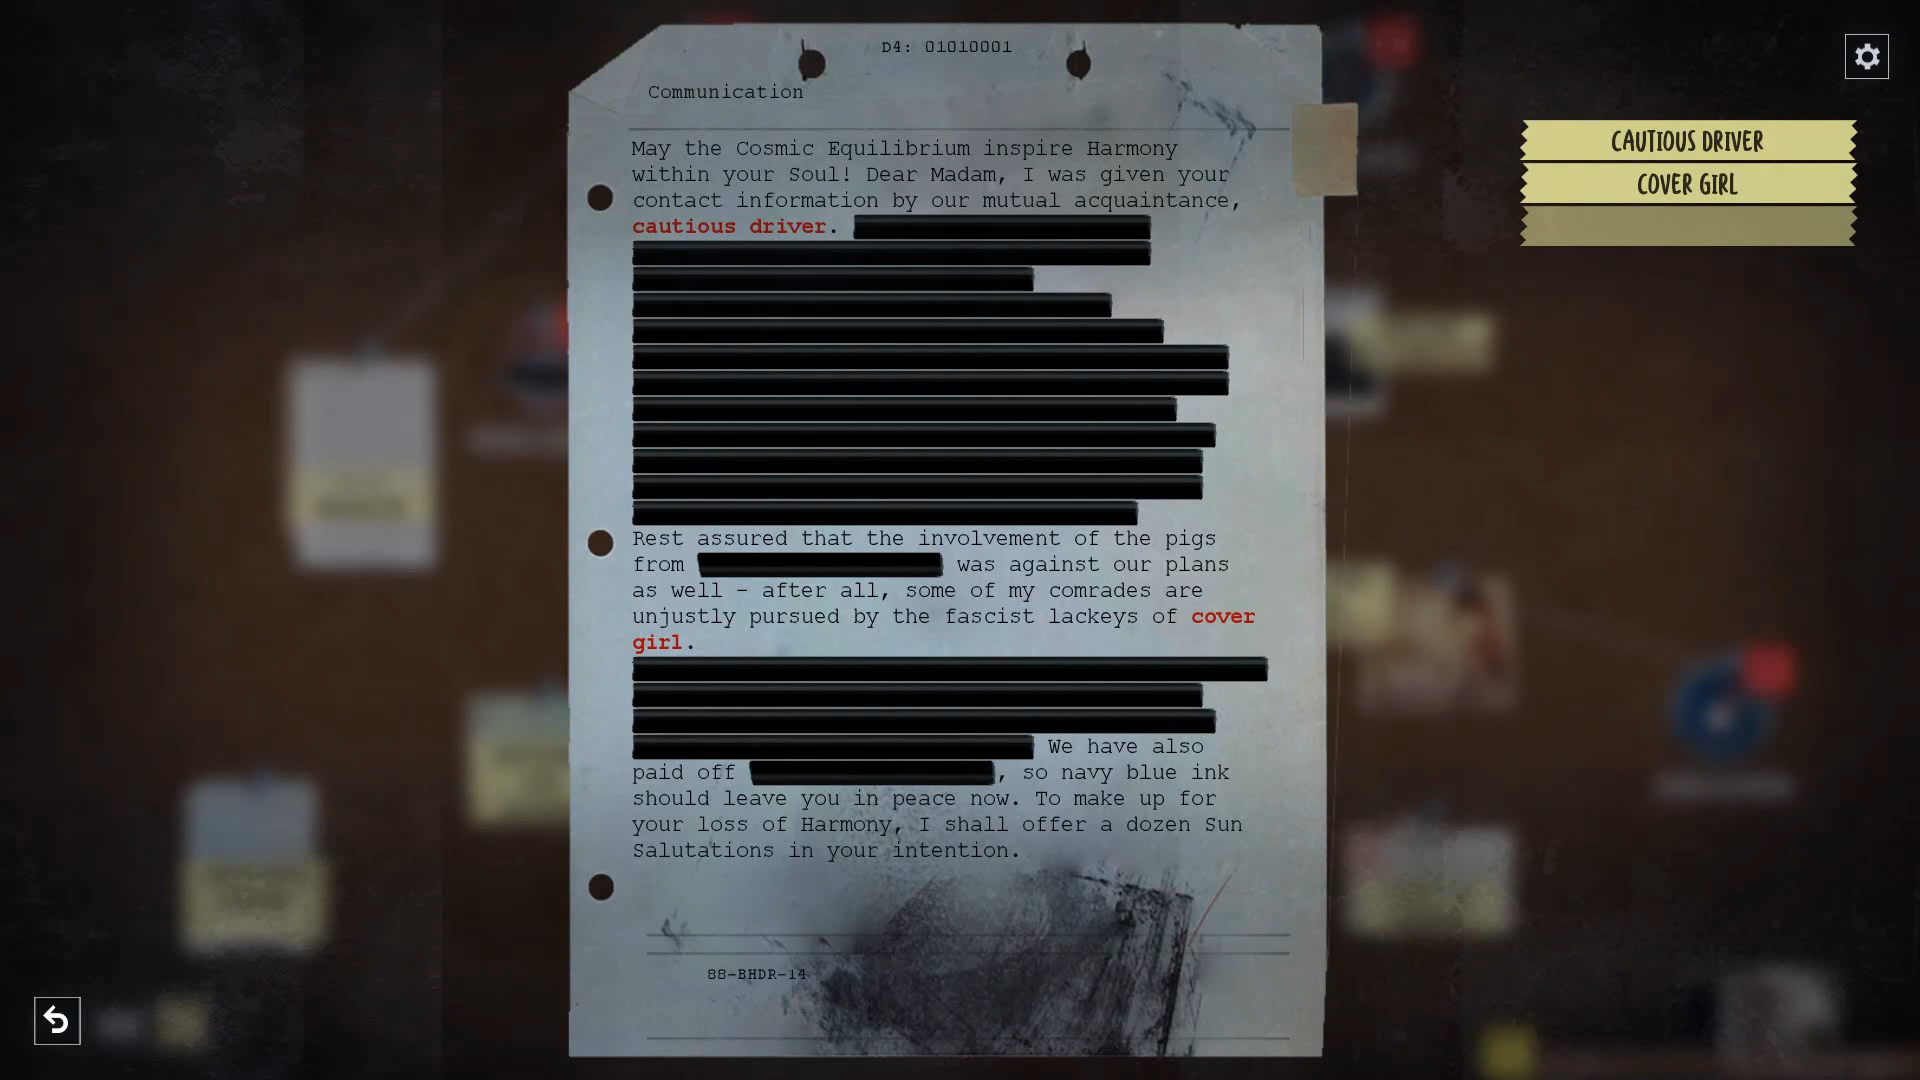 D4: 01010001
Communication
May the Cosmic Equilibrium inspire Harmony
within your Soul! Dear Madam, I was given your
contact information by our mutual acquaintance,
cautious driver.
Rest assured that the involvement of the pigs
from was against our plans
as well – after all, some of my comrades are
unjustly pursued by the fascist lackeys of cover
girl.
We have also
paid off , so navy blue ink
should leave you in peace now. To make up for
your loss of Harmony, I shall offer a dozen Sun
Salutations in your intention.
88-BHDR-14
CAUTIOUS DRIVER
COVER GIRL